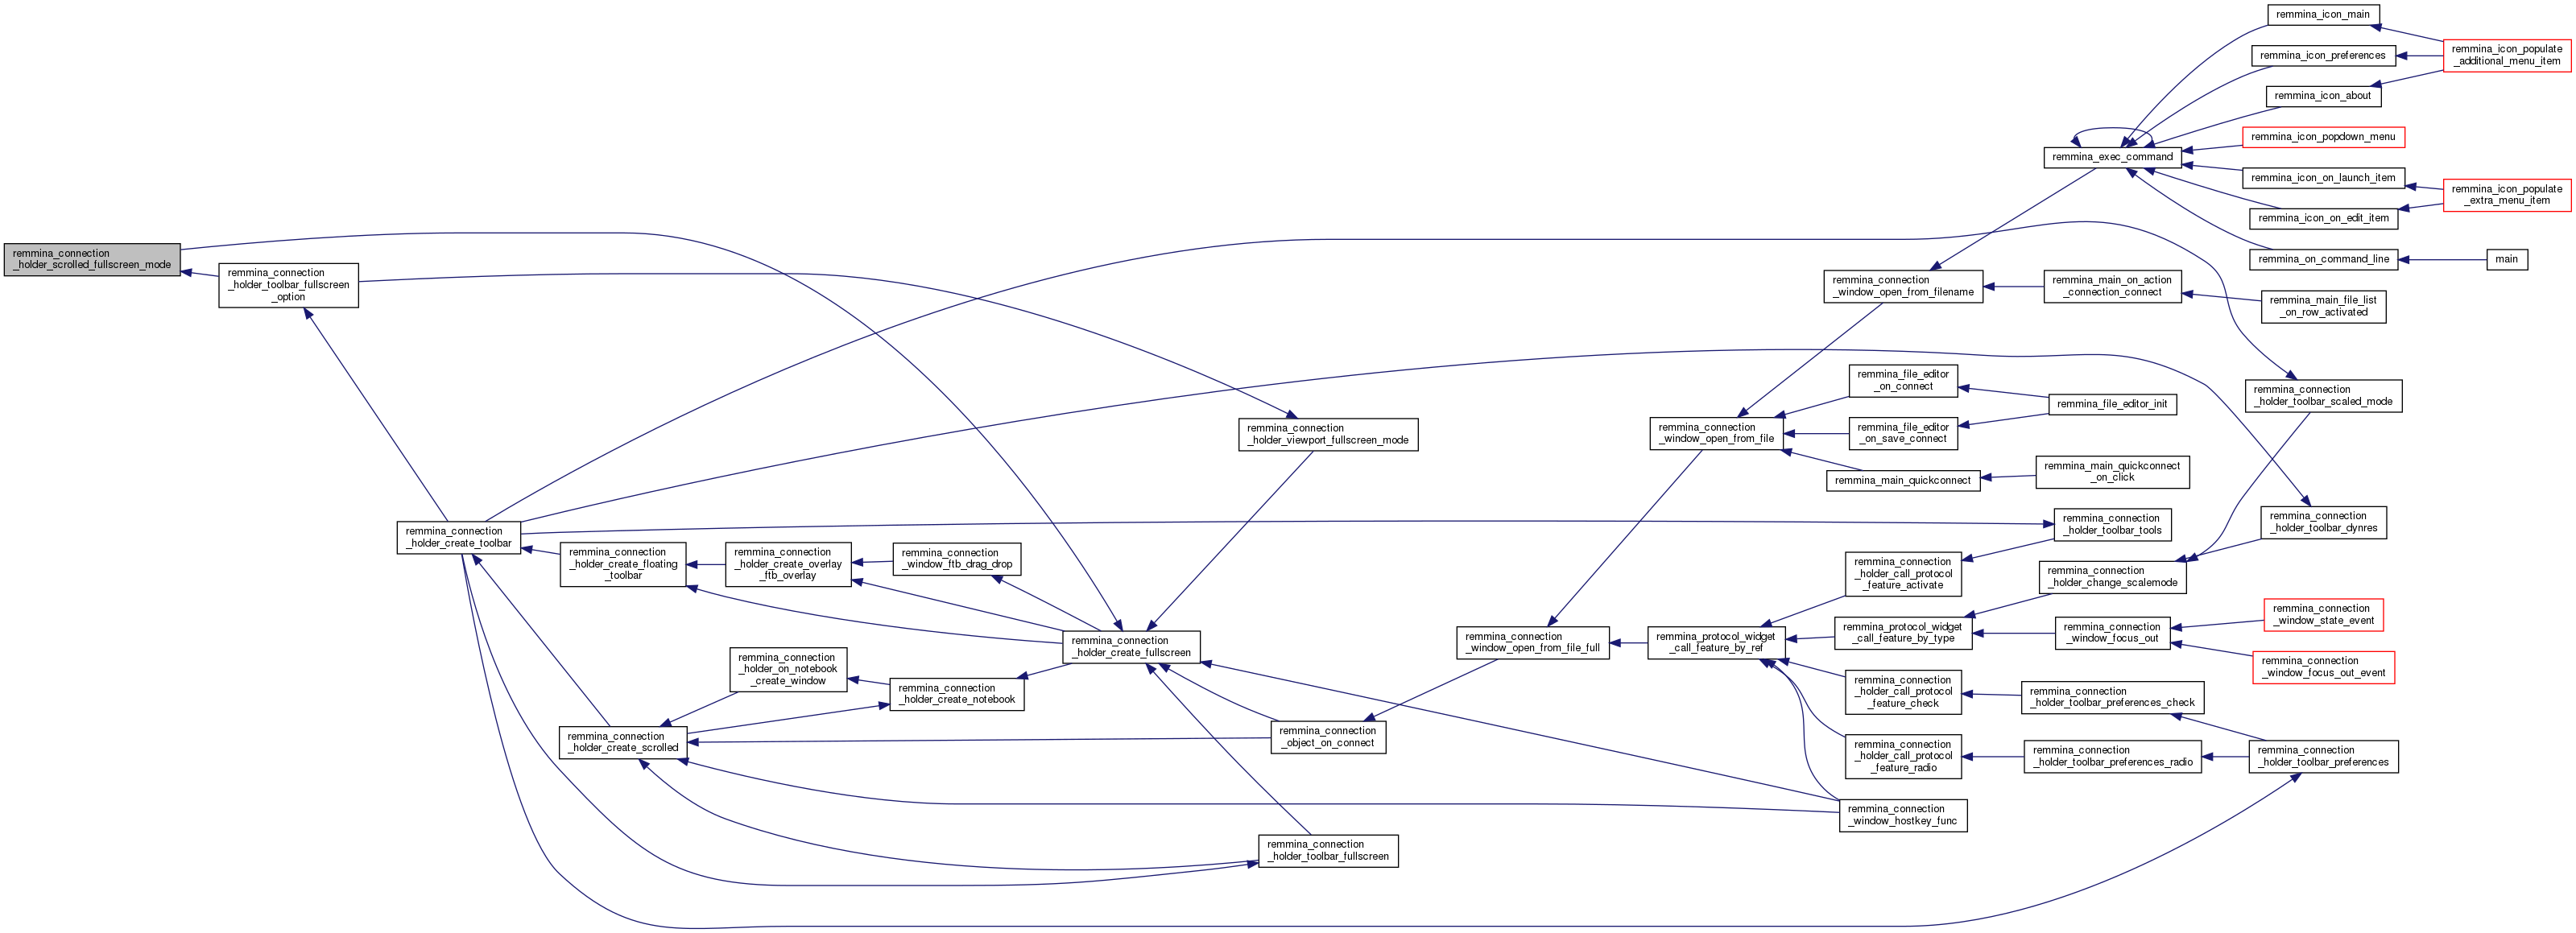 remmina_connection
_holder_scrolled_fullscreen_mode
remmina_connection
_holder_toolbar_fullscreen
_option
remmina_connection
_holder_create_toolbar
remmina_connection
_holder_create_floating
_toolbar
remmina_connection
_holder_create_overlay
_ftb_overlay
remmina_connection
_window_ftb_drag_drop
remmina_connection
_holder_on_notebook
_create_window
remmina_connection
_holder_create_notebook
remmina_connection
_holder_create_scrolled
remmina_connection
_holder_create_fullscreen
remmina_connection
_holder_viewport_fullscreen_mode
remmina_connection
_object_on_connect
remmina_connection
_holder_toolbar_fullscreen
remmina_connection
_window_open_from_file_full
remmina_connection
_window_open_from_file
remmina_protocol_widget
_call_feature_by_ref
remmina_connection
_window_open_from_filename
remmina_file_editor
_on_connect
remmina_file_editor
_on_save_connect
remmina_main_quickconnect
remmina_connection
_holder_call_protocol
_feature_activate
remmina_protocol_widget
_call_feature_by_type
remmina_connection
_holder_call_protocol
_feature_check
remmina_connection
_holder_call_protocol
_feature_radio
remmina_connection
_window_hostkey_func
remmina_exec_command
remmina_main_on_action
_connection_connect
remmina_file_editor_init
remmina_main_quickconnect
_on_click
remmina_connection
_holder_toolbar_tools
remmina_connection
_holder_change_scalemode
remmina_connection
_window_focus_out
remmina_connection
_holder_toolbar_preferences_check
remmina_connection
_holder_toolbar_preferences_radio
remmina_icon_main
remmina_icon_preferences
remmina_icon_about
remmina_icon_popdown_menu
remmina_icon_on_launch_item
remmina_icon_on_edit_item
remmina_on_command_line
remmina_main_file_list
_on_row_activated
remmina_connection
_holder_toolbar_scaled_mode
remmina_connection
_holder_toolbar_dynres
remmina_connection
_window_state_event
remmina_connection
_window_focus_out_event
remmina_connection
_holder_toolbar_preferences
remmina_icon_populate
_additional_menu_item
remmina_icon_populate
_extra_menu_item
main